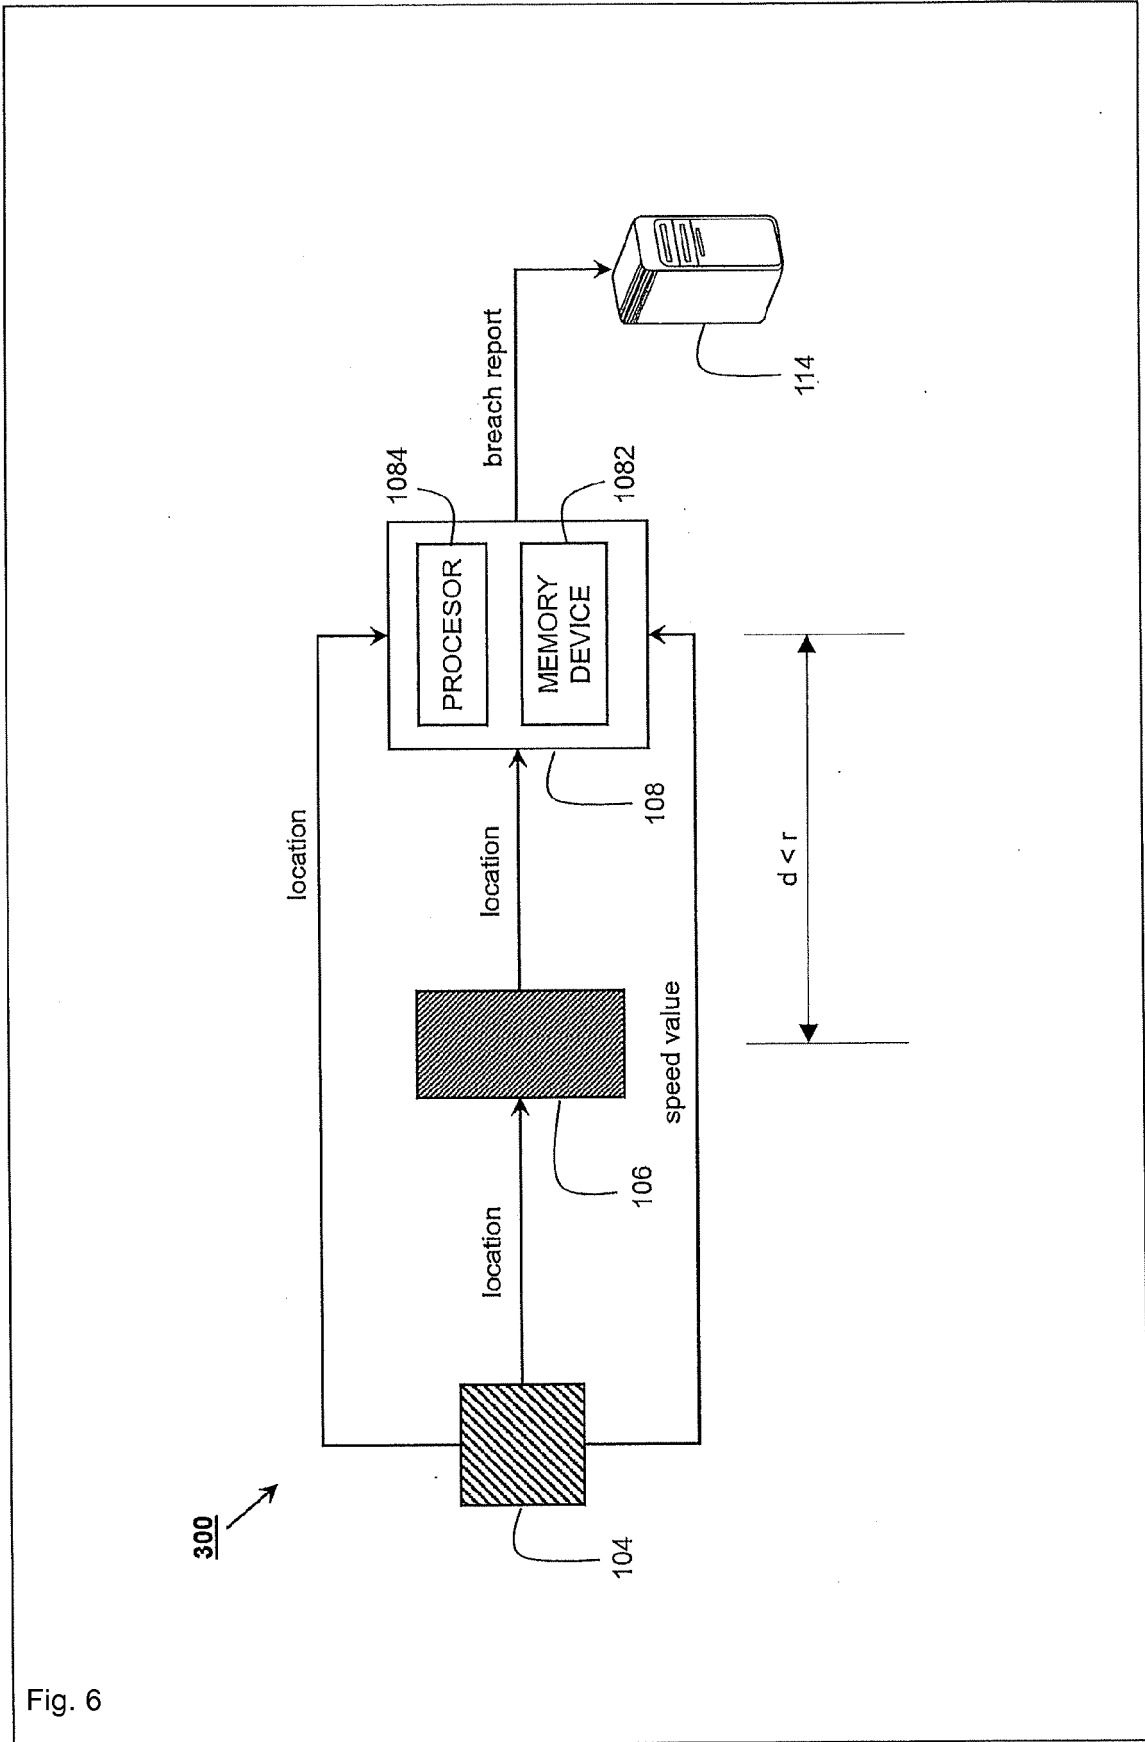 300
location
location
location
speed value
breach report
PROCESOR
MEMORY
DEVICE
1084
1082
104
106
108
114
d < r
Fig. 6